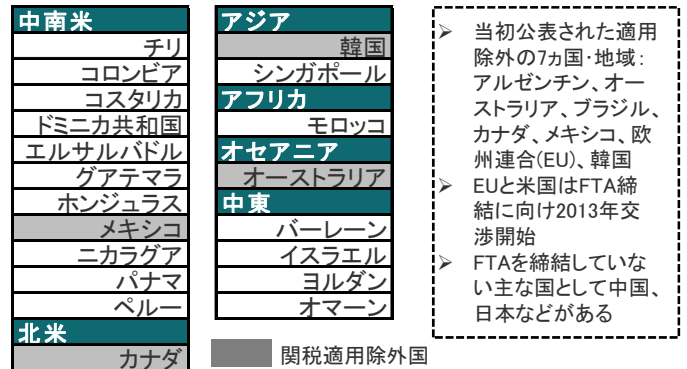 中南米
チリ
コロンビア
コスタリカ
ドミニカ共和国
エルサルバドル
グアテマラ
ホンジュラス
メキシコ
ニカラグア
パナマ
ペルー
北米
カナダ
アジア
韓国
シンガポール
アフリカ
モロッコ
オセアニア
オーストラリア
中東
バーレーン
イスラエル
ヨルダン
オマーン
関税適用除外国
➢ 当初公表された適用
除外の7ヵ国・地域：
アルゼンチン、オー
ストラリア、ブラジル、
カナダ、メキシコ、欧
州連合(EU)、韓国
➢ EUと米国はFTA締
結に向け2013年交
渉開始
➢ FTAを締結していな
い主な国として中国、
日本などがある